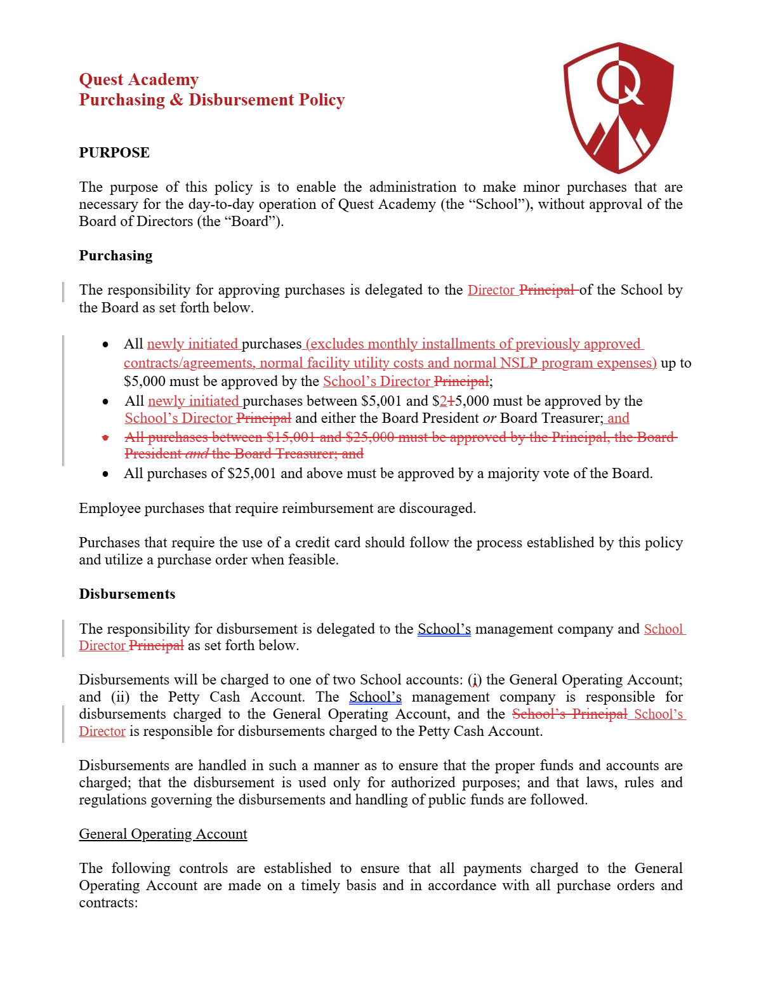 Quest Academy
Purchasing & Disbursement Policy
Q
PURPOSE
The purpose of this policy is to enable the administration to make minor purchases that are
necessary for the day-to-day operation of Quest Academy (the “School”), without approval of the
Board of Directors (the “Board”).
Purchasing
The responsibility for approving purchases is delegated to the Director Principal of the School by
the Board as set forth below.
• All newly initiated purchases (excludes monthly installments of previously approved
contracts/agreements, normal facility utility costs and normal NSLP program expenses) up to
$5,000 must be approved by the School’s Director Principal;
• All newly initiated purchases between $5,001 and $215,000 must be approved by the
School’s Director Principal and either the Board President or Board Treasurer; and
• All purchases between $15,001 and $25,000 must be approved by the Principal, the Board
President and the Board Treasurer; and
• All purchases of $25,001 and above must be approved by a majority vote of the Board.
Employee purchases that require reimbursement are discouraged.
Purchases that require the use of a credit card should follow the process established by this policy
and utilize a purchase order when feasible.
Disbursements
The responsibility for disbursement is delegated to the School’s management company and School
Director Principal as set forth below.
Disbursements will be charged to one of two School accounts: (i) the General Operating Account;
and (ii) the Petty Cash Account. The School’s management company is responsible for
disbursements charged to the General Operating Account, and the School’s Principal School’s
Director is responsible for disbursements charged to the Petty Cash Account.
Disbursements are handled in such a manner as to ensure that the proper funds and accounts are
charged; that the disbursement is used only for authorized purposes; and that laws, rules and
regulations governing the disbursements and handling of public funds are followed.
General Operating Account
The following controls are established to ensure that all payments charged to the General
Operating Account are made on a timely basis and in accordance with all purchase orders and
contracts: